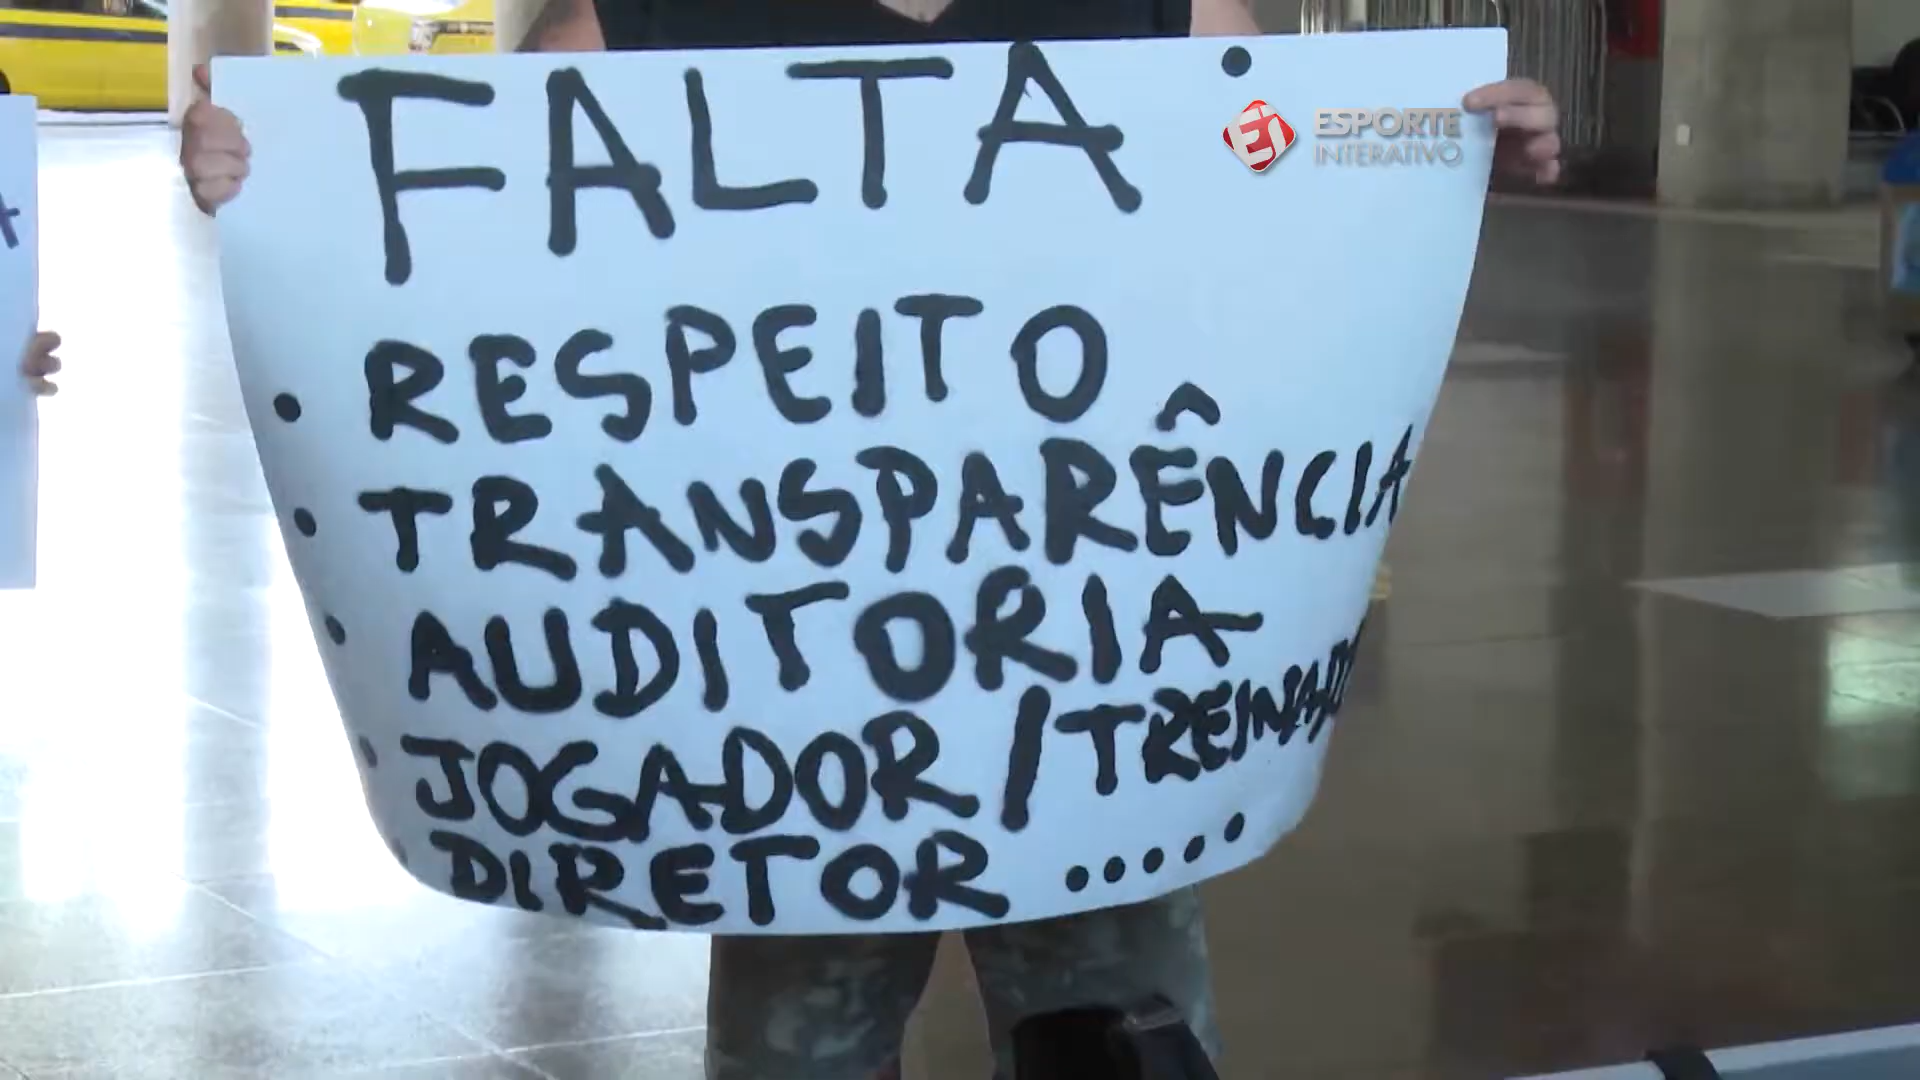 FALTA :
ESPORTE
INTERATIVO
• RESPEITO
• TRANSPARÊNCIA
• AUDITORIA
• JOGADOR /
• DIRETOR .....